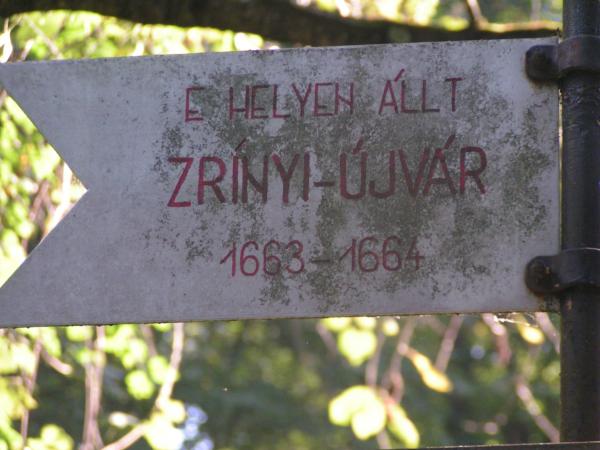 E HELYEN ÁLLT
ZRÍNYI-ÚJVÁR
1663-1664